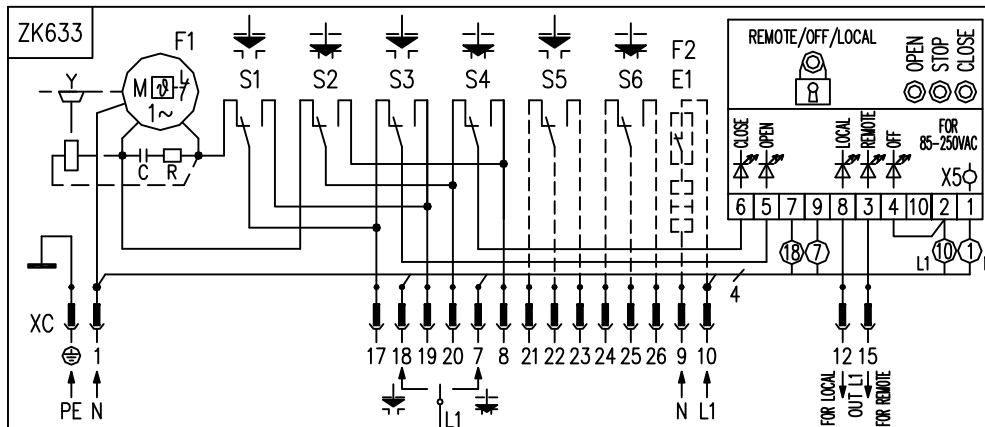 ZK633
F1
F2
REMOTE/OFF/LOCAL
OPEN
STOP
CLOSE
Y
S1 S2 S3 S4 S5 S6 E1
M ϑ
1~
C R
CLOSE
OPEN
LOCAL
REMOTE
OFF
FOR
85-250VAC
X5
6 5 7 9 8 3 4 10 2 1
18 7 L1 10 1
4
XC
1 17 18 19 20 7 8 21 22 23 24 25 26 9 10 12 15
PE N L1 N L1
FOR LOCAL
OUT L1
FOR REMOTE